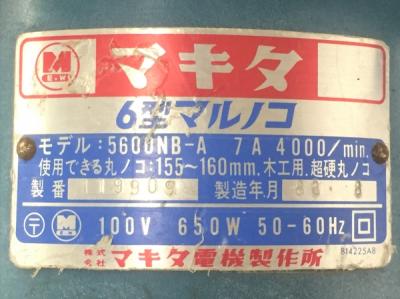 M
E.W.
マキタ
6型マルノコ
モデル:5600NB-A 7A 4000/min.
使用できる丸ノコ:155~160mm.木工用.超硬丸ノコ
製番 製造年月
〒 M 100V 650W 50-60Hz 回
株式会社 マキタ電機製作所
814225A8